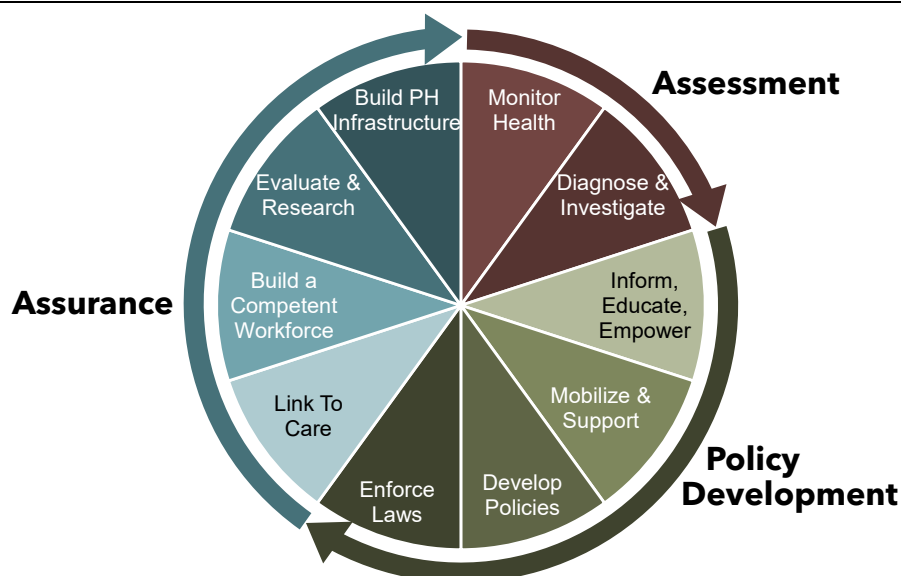 Assessment
Monitor
Health
Diagnose &
Investigate
Inform,
Educate,
Empower
Mobilize &
Support
Policy
Development
Develop
Policies
Enforce
Laws
Link To
Care
Assurance
Build a
Competent
Workforce
Evaluate &
Research
Build PH
Infrastructure